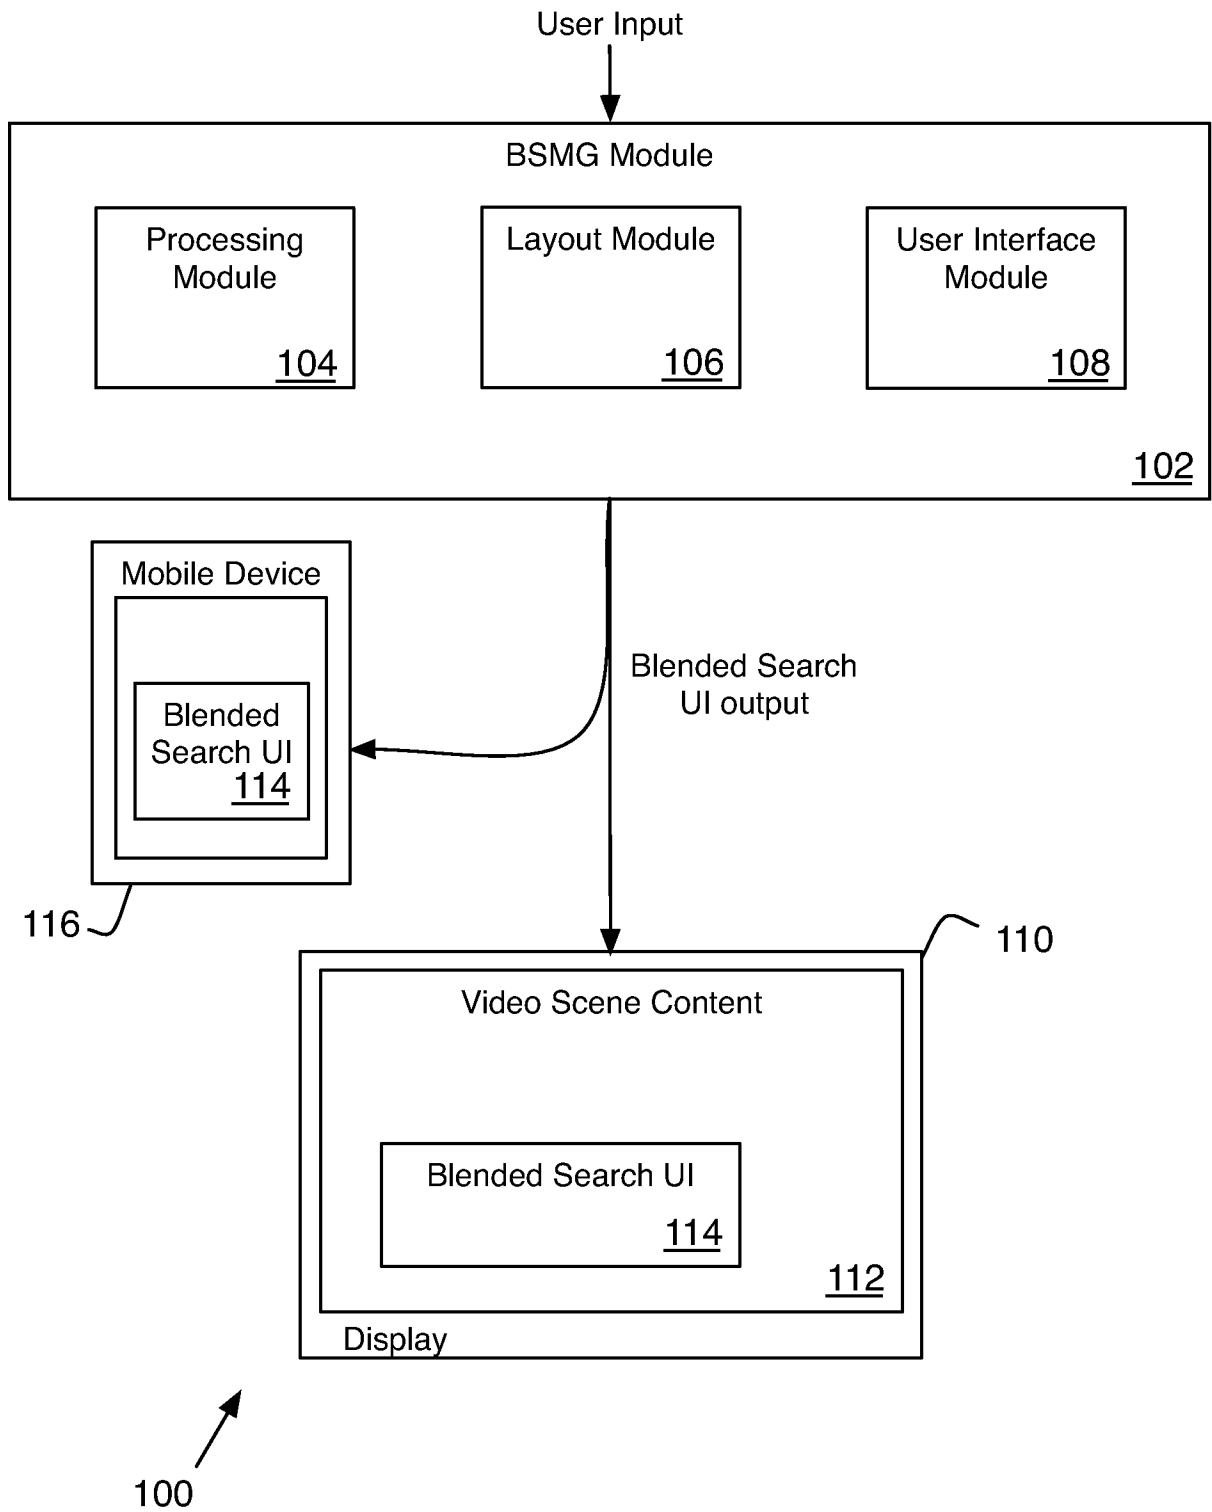 User Input
BSMG Module
Processing
Module
104
Layout Module
106
User Interface
Module
108
102
Mobile Device
Blended
Search UI
114
116
Blended Search
UI output
110
Video Scene Content
Blended Search UI
114
112
Display
100